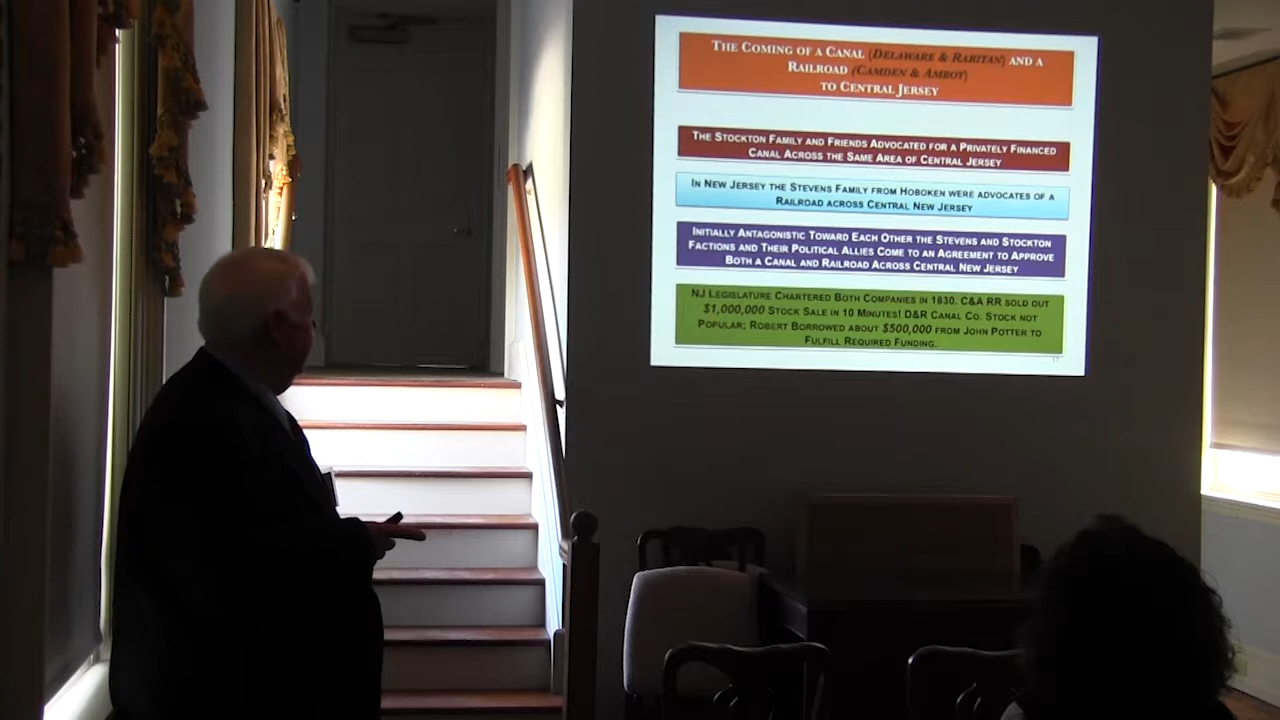 THE COMING OF A CANAL (DELAWARE & RARITAN) AND A
RAILROAD (CAMDEN & AMBOY)
TO CENTRAL JERSEY
THE STOCKTON FAMILY AND FRIENDS ADVOCATED FOR A PRIVATELY FINANCED
CANAL ACROSS THE SAME AREA OF CENTRAL JERSEY
IN NEW JERSEY THE STEVENS FAMILY FROM HOBOKEN WERE ADVOCATES OF A
RAILROAD ACROSS CENTRAL NEW JERSEY
INITIALLY ANTAGONISTIC TOWARD EACH OTHER THE STEVENS AND STOCKTON
FACTIONS AND THEIR POLITICAL ALLIES COME TO AN AGREEMENT TO APPROVE
BOTH A CANAL AND RAILROAD ACROSS CENTRAL NEW JERSEY
NJ LEGISLATURE CHARTERED BOTH COMPANIES IN 1830. C&A RR SOLD OUT
$1,000,000 STOCK SALE IN 10 MINUTES! D&R CANAL CO. STOCK NOT
POPULAR; ROBERT BORROWED ABOUT $500,000 FROM JOHN POTTER TO
FULFILL REQUIRED FUNDING.